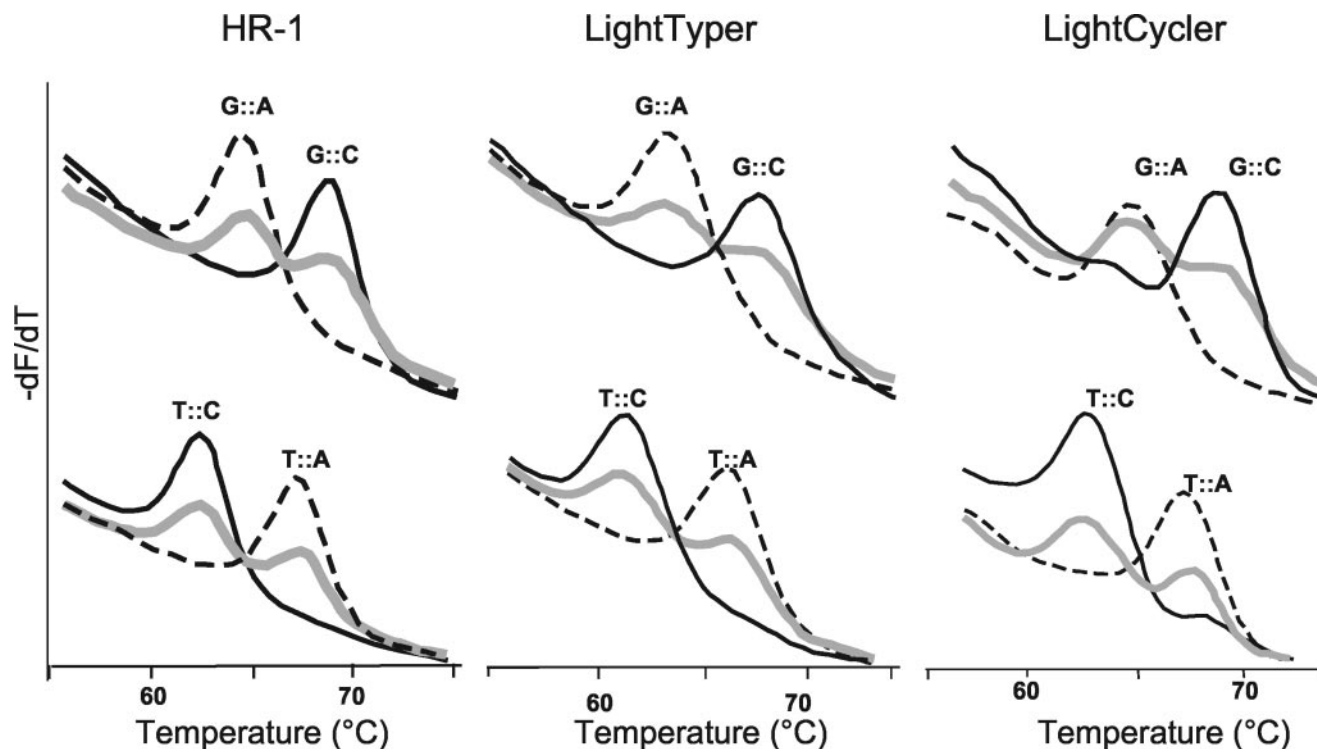 HR-1
LightTyper
LightCycler
-dF/dT
G::A
G::C
T::C
T::A
60
70
Temperature (°C)
G::A
G::C
T::C
T::A
60
70
Temperature (°C)
G::A
G::C
T::C
T::A
60
70
Temperature (°C)